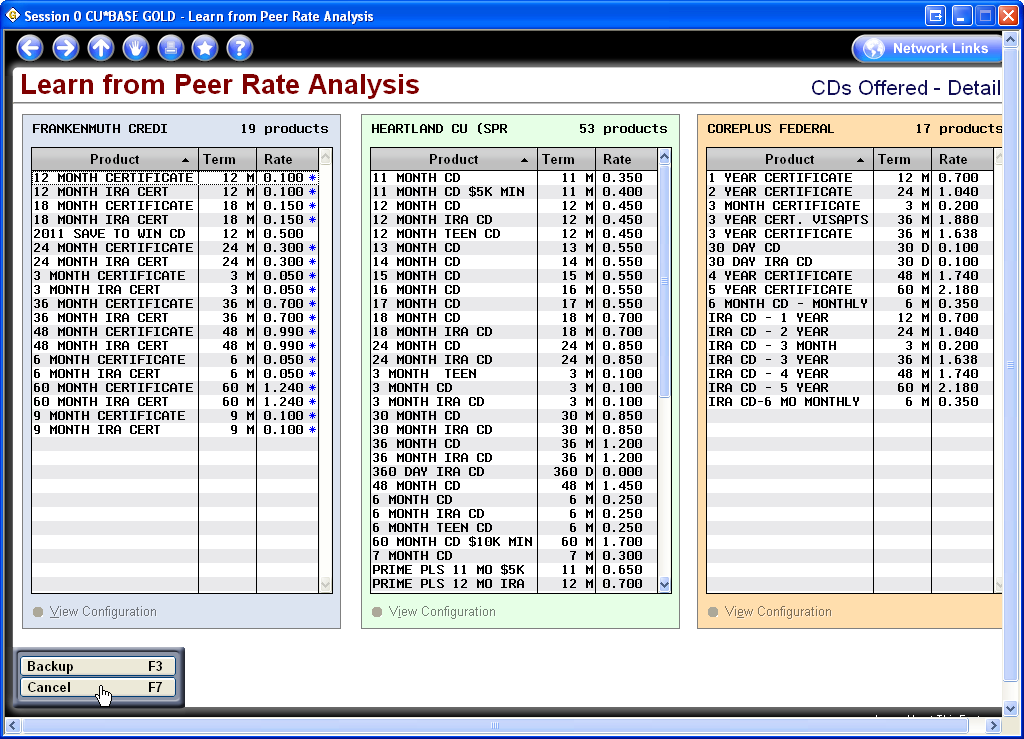 Session 0 CU*BASE GOLD - Learn from Peer Rate Analysis
Network Links
Learn from Peer Rate Analysis
CDs Offered - Detail
FRANKENMUTH CREDI 19 products
Product Term Rate
12 MONTH CERTIFICATE 12 M 0.100 *
12 MONTH IRA CERT 12 M 0.100 *
18 MONTH CERTIFICATE 18 M 0.150 *
18 MONTH IRA CERT 18 M 0.150 *
2011 SAVE TO WIN CD 12 M 0.500
24 MONTH CERTIFICATE 24 M 0.300 *
24 MONTH IRA CERT 24 M 0.300 *
3 MONTH CERTIFICATE 3 M 0.050 *
3 MONTH IRA CERT 3 M 0.050 *
36 MONTH CERTIFICATE 36 M 0.700 *
36 MONTH IRA CERT 36 M 0.700 *
48 MONTH CERTIFICATE 48 M 0.990 *
48 MONTH IRA CERT 48 M 0.990 *
6 MONTH CERTIFICATE 6 M 0.050 *
6 MONTH IRA CERT 6 M 0.050 *
60 MONTH CERTIFICATE 60 M 1.240 *
60 MONTH IRA CERT 60 M 1.240 *
9 MONTH CERTIFICATE 9 M 0.100 *
9 MONTH IRA CERT 9 M 0.100 *
View Configuration
HEARTLAND CU (SPR 53 products
Product Term Rate
11 MONTH CD 11 M 0.350
11 MONTH CD $5K MIN 11 M 0.400
12 MONTH CD 12 M 0.450
12 MONTH IRA CD 12 M 0.450
12 MONTH TEEN CD 12 M 0.450
13 MONTH CD 13 M 0.550
14 MONTH CD 14 M 0.550
15 MONTH CD 15 M 0.550
16 MONTH CD 16 M 0.550
17 MONTH CD 17 M 0.550
18 MONTH CD 18 M 0.700
18 MONTH IRA CD 18 M 0.700
24 MONTH CD 24 M 0.850
24 MONTH IRA CD 24 M 0.850
3 MONTH  TEEN 3 M 0.100
3 MONTH CD 3 M 0.100
3 MONTH IRA CD 3 M 0.100
30 MONTH CD 30 M 0.850
30 MONTH IRA CD 30 M 0.850
36 MONTH CD 36 M 1.200
36 MONTH IRA CD 36 M 1.200
360 DAY IRA CD 360 D 0.000
48 MONTH CD 48 M 1.450
6 MONTH CD 6 M 0.250
6 MONTH IRA CD 6 M 0.250
6 MONTH TEEN CD 6 M 0.250
60 MONTH CD $10K MIN 60 M 1.700
7 MONTH CD 7 M 0.300
PRIME PLS 11 MO $5K 11 M 0.650
PRIME PLS 12 MO IRA 12 M 0.700
View Configuration
COREPLUS FEDERAL 17 products
Product Term Rate
1 YEAR CERTIFICATE 12 M 0.700
2 YEAR CERTIFICATE 24 M 1.040
3 MONTH CERTIFICATE 3 M 0.200
3 YEAR CERT. VISAPTS 36 M 1.880
3 YEAR CERTIFICATE 36 M 1.638
30 DAY CD 30 D 0.100
30 DAY IRA CD 30 D 0.100
4 YEAR CERTIFICATE 48 M 1.740
5 YEAR CERTIFICATE 60 M 2.180
6 MONTH CD - MONTHLY 6 M 0.350
IRA CD - 1 YEAR 12 M 0.700
IRA CD - 2 YEAR 24 M 1.040
IRA CD - 3 MONTH 3 M 0.200
IRA CD - 3 YEAR 36 M 1.638
IRA CD - 4 YEAR 48 M 1.740
IRA CD - 5 YEAR 60 M 2.180
IRA CD-6 MO MONTHLY 6 M 0.350
View Configuration
Backup F3
Cancel F7